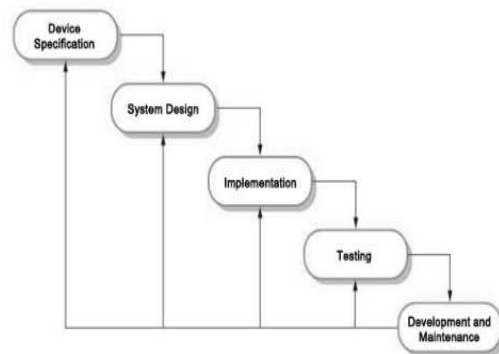 Device
Specification
System Design
Implementation
Testing
Development and
Maintenance